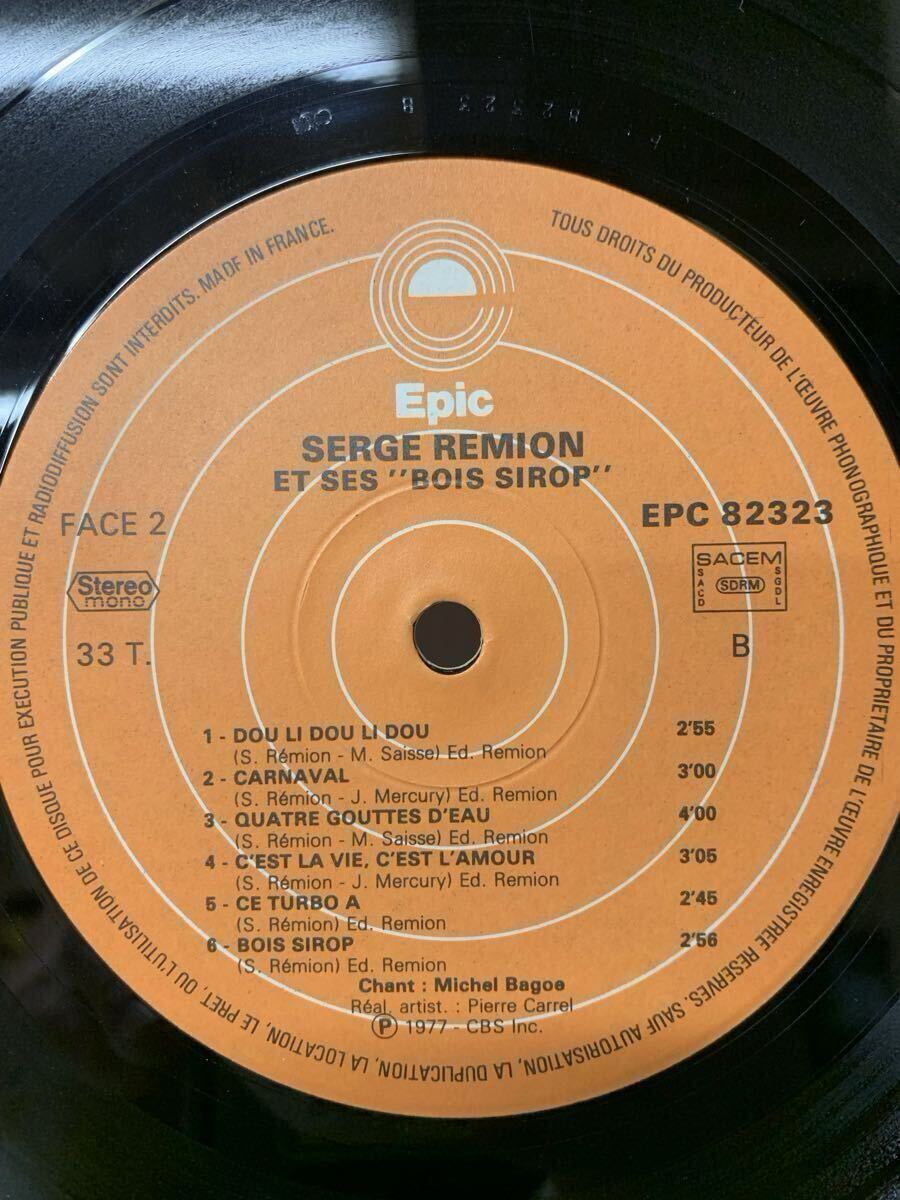 82323 B
TOUS DROITS DU PRODUCTEUR DE L'ŒUVRE PHONOGRAPHIQUE ET DU PROPRIETAIRE DE L'ŒUVRE ENREGISTREE RESERVES. SAUF AUTORISATION, LA DUPLICATION, LA LOCATION, LE PRET, OU L'UTILISATION DE CE DISQUE POUR EXECUTION PUBLIQUE ET RADIODIFFUSION SONT INTERDITS. MADE IN FRANCE.
Epic
SERGE REMION
ET SES "BOIS SIROP"
FACE 2
EPC 82323
Stereo
mono
SACEM
SACD
SDRM
SGDL
33 T.
B
1 - DOU LI DOU LI DOU 2'55
(S. Rémion - M. Saisse) Ed. Remion
2 - CARNAVAL 3'00
(S. Rémion - J. Mercury) Ed. Remion
3 - QUATRE GOUTTES D'EAU 4'00
(S. Rémion - M. Saisse) Ed. Remion
4 - C'EST LA VIE, C'EST L'AMOUR 3'05
(S. Rémion - J. Mercury) Ed. Remion
5 - CE TURBO A 2'45
(S. Rémion) Ed. Remion
6 - BOIS SIROP 2'56
(S. Rémion) Ed. Remion
Chant : Michel Bagoe
Réal. artist. : Pierre Carrel
Ⓟ 1977 - CBS Inc.